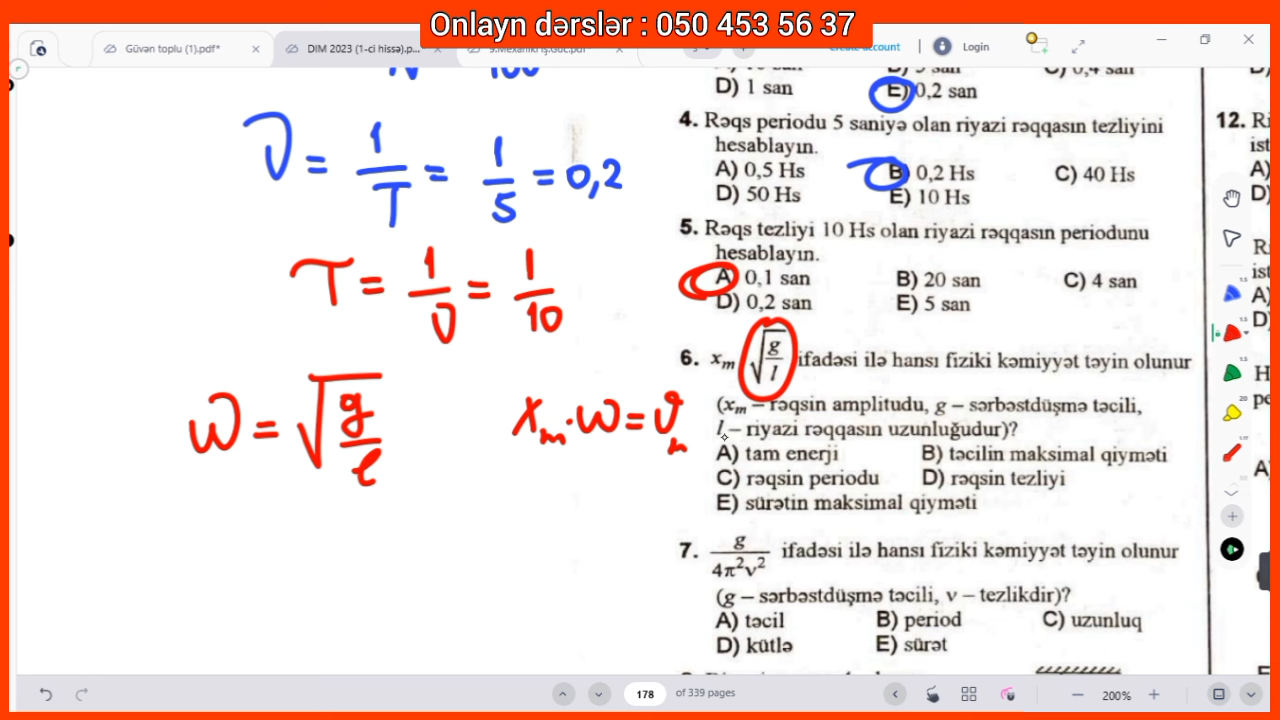 Onlayn dərslər : 050 453 56 37
Güvən toplu (1).pdf*
DIM 2023 (1-ci hissə).p...*
Create account
Login
D) 1 san E) 0,2 san
4. Rəqs periodu 5 saniyə olan riyazi rəqqasın tezliyini
hesablayın.
A) 0,5 Hs B) 0,2 Hs C) 40 Hs
D) 50 Hs E) 10 Hs
5. Rəqs tezliyi 10 Hs olan riyazi rəqqasın periodunu
hesablayın.
A) 0,1 san B) 20 san C) 4 san
D) 0,2 san E) 5 san
6. xₘ √(g/l) ifadəsi ilə hansı fiziki kəmiyyət təyin olunur
(xₘ – rəqsin amplitudu, g – sərbəstdüşmə təcili,
l – riyazi rəqqasın uzunluğudur)?
A) tam enerji B) təcilin maksimal qiyməti
C) rəqsin periodu D) rəqsin tezliyi
E) sürətin maksimal qiyməti
7. g/4π²ν² ifadəsi ilə hansı fiziki kəmiyyət təyin olunur
(g – sərbəstdüşmə təcili, ν – tezlikdir)?
A) təcil B) period C) uzunluq
D) kütlə E) sürət
12.
ν = 1/T = 1/5 = 0,2
T = 1/ν = 1/10
ω = √(g/l)
xₘ·ω = ϑₘ
178 of 339 pages
200%